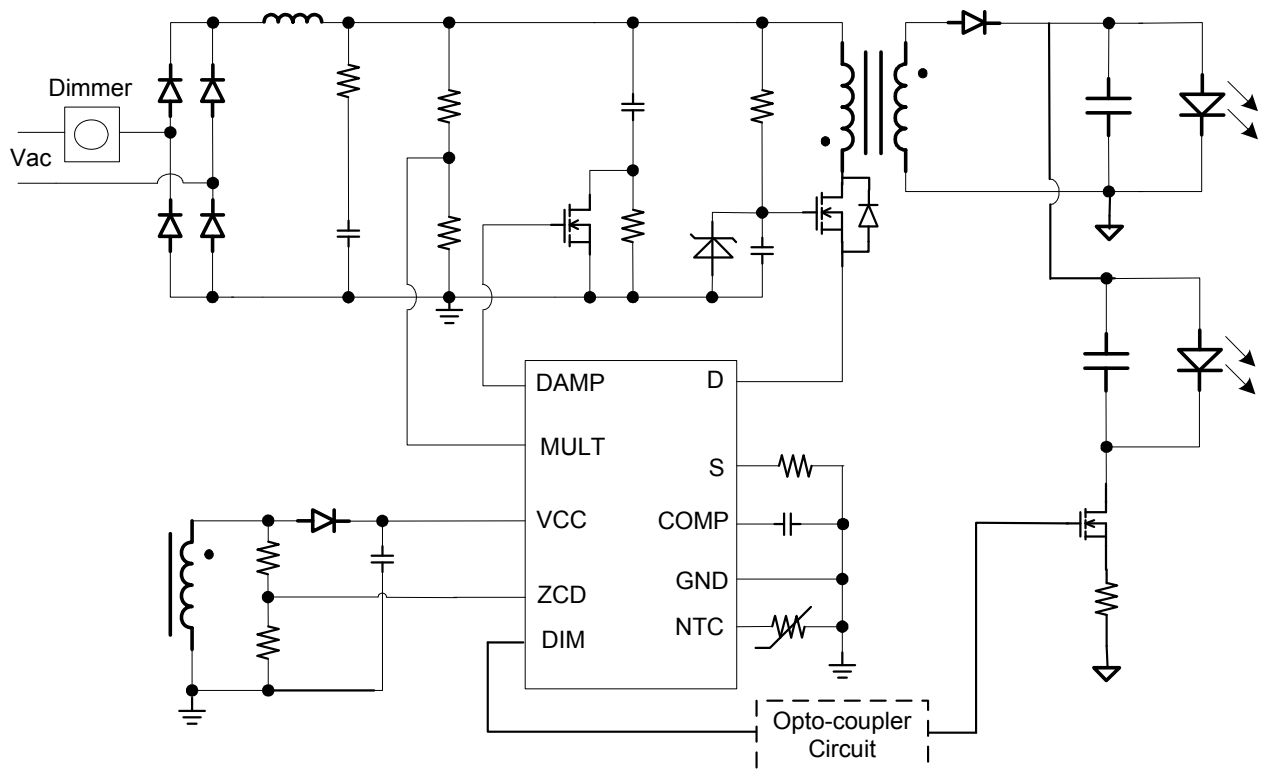 Dimmer
Vac
DAMP
D
MULT
S
VCC
COMP
GND
ZCD
NTC
DIM
Opto-coupler
Circuit